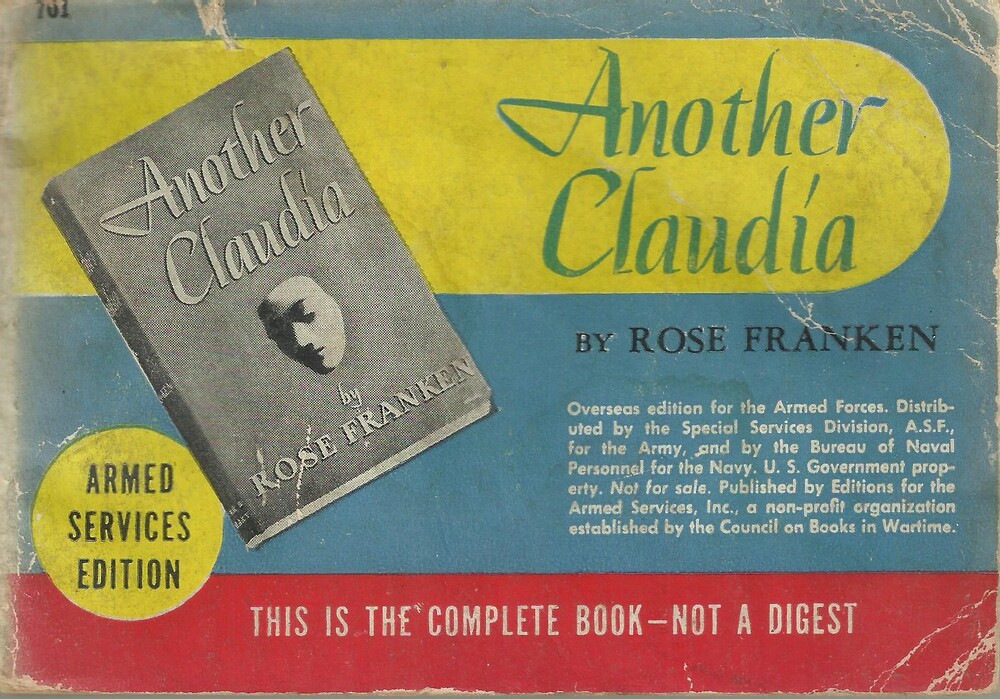 Another
Claudia
BY ROSE FRANKEN
Another
Claudia
by
ROSE FRANKEN
Overseas edition for the Armed Forces. Distrib-
uted by the Special Services Division, A.S.F.,
for the Army, and by the Bureau of Naval
Personnel for the Navy. U. S. Government prop-
erty. Not for sale. Published by Editions for the
Armed Services, Inc., a non-profit organization
established by the Council on Books in Wartime.
ARMED
SERVICES
EDITION
THIS IS THE COMPLETE BOOK—NOT A DIGEST